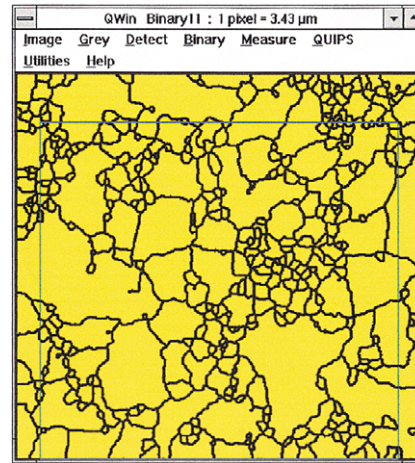 QWin Binary11 : 1 pixel = 3.43 µm
Image Grey Detect Binary Measure QUIPS
Utilities Help